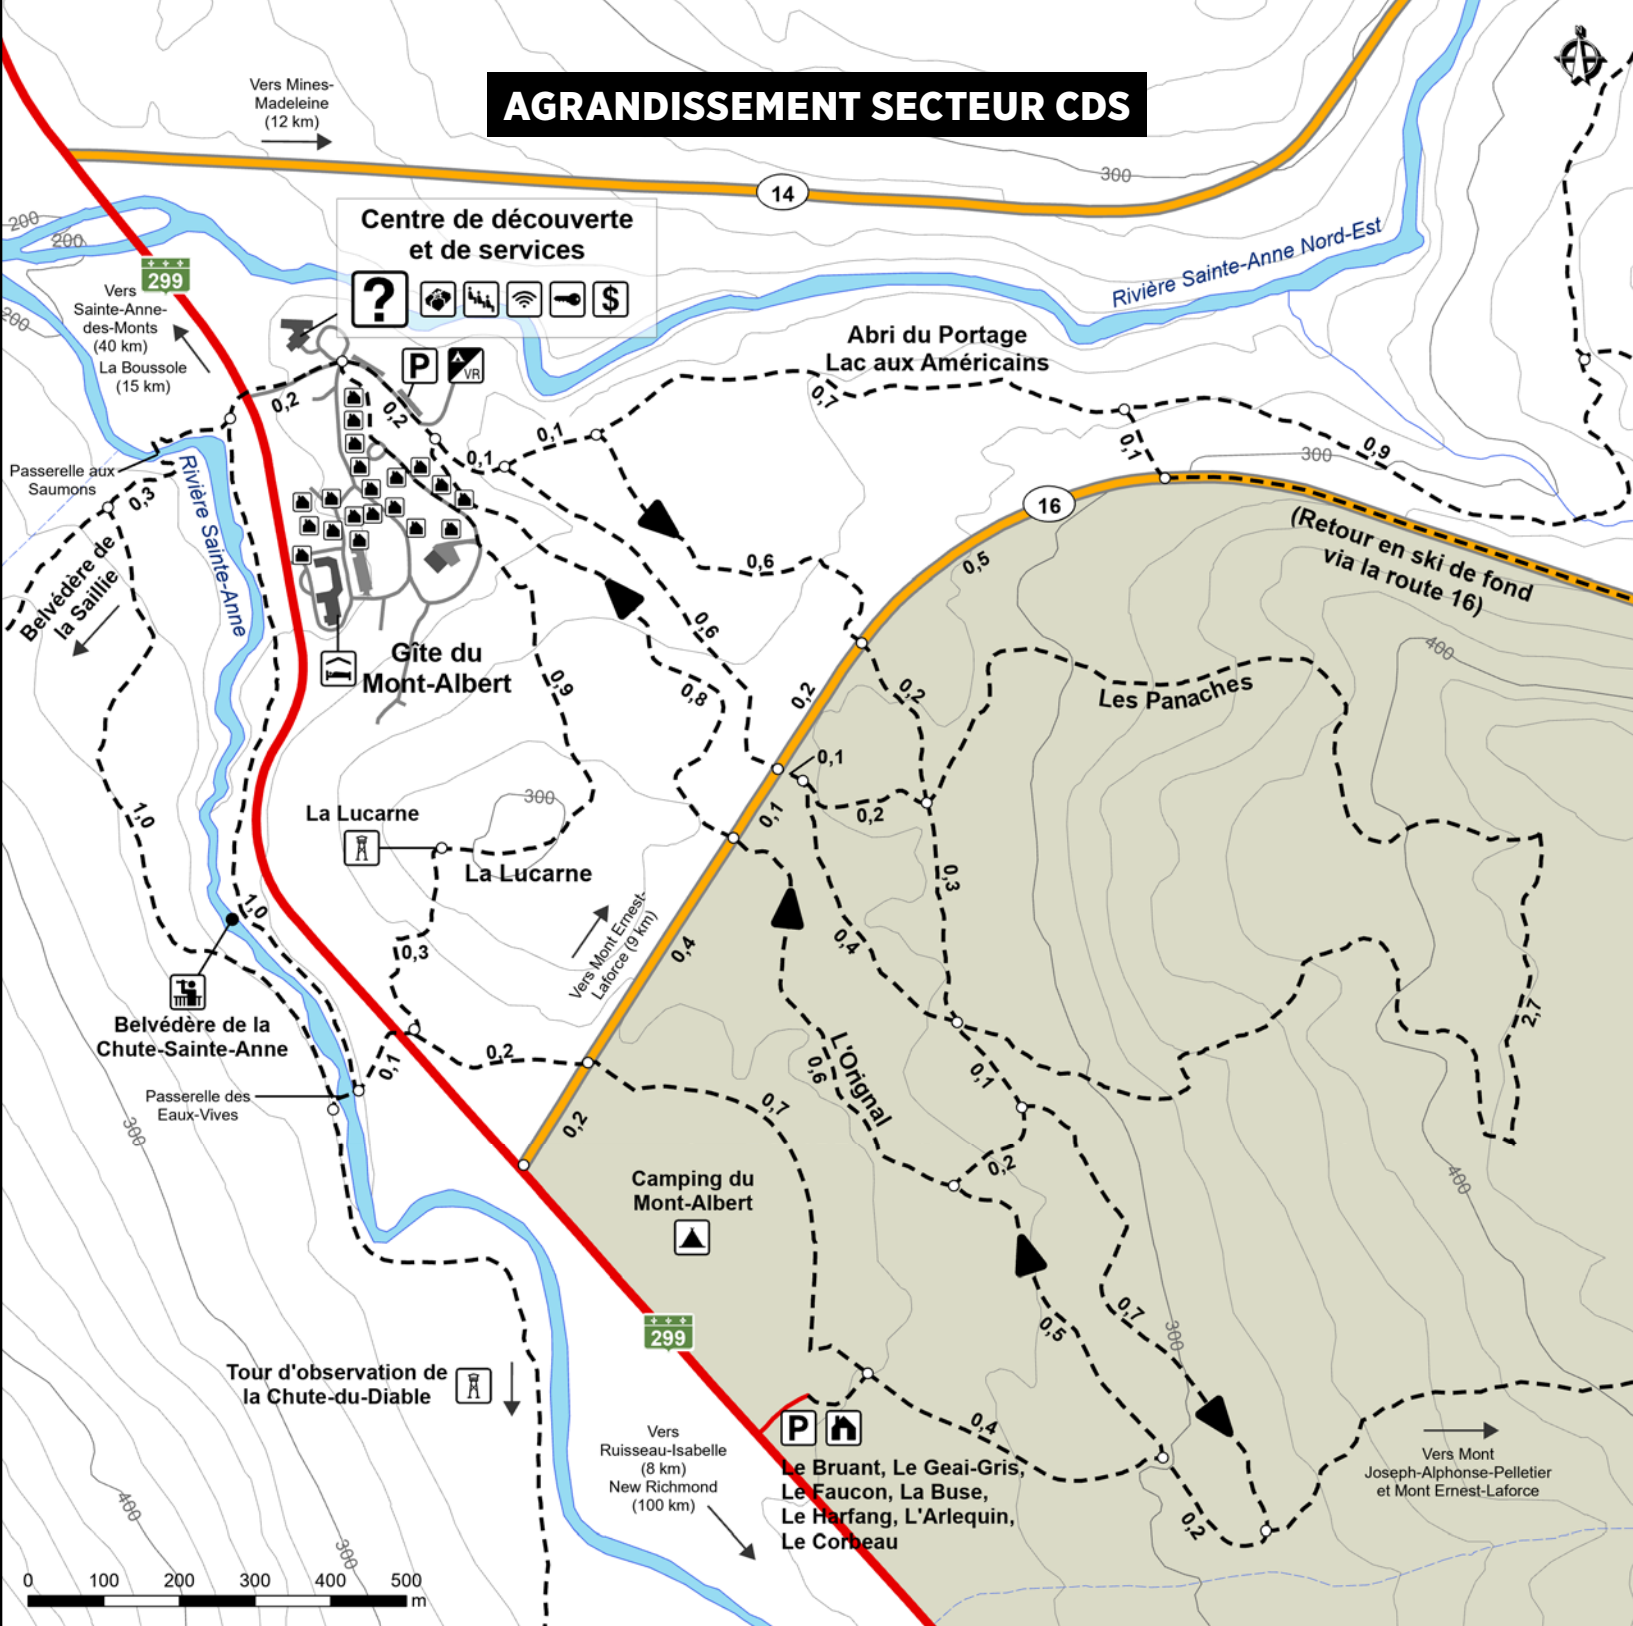 AGRANDISSEMENT SECTEUR CDS
Vers Mines-
Madeleine
(12 km)
14
300
Rivière Sainte-Anne Nord-Est
200
200
200
299
Centre de découverte
et de services
?
$
P
VR
Vers
Sainte-Anne-
des-Monts
(40 km)
La Boussole
(15 km)
Abri du Portage
Lac aux Américains
0,2
0,2
0,1
0,1
0,7
0,1
0,9
300
Passerelle aux
Saumons
0,3
Rivière Sainte-Anne
16
0,5
(Retour en ski de fond
via la route 16)
Belvédère de
la Saillie
0,6
0,6
Gîte du
Mont-Albert
0,9
0,8
0,2
0,2
Les Panaches
400
0,1
0,1
0,2
1,0
La Lucarne
300
La Lucarne
0,3
1,0
0,3
0,4
0,4
Vers Mont Ernest-
Laforce (9 km)
2,7
Belvédère de la
Chute-Sainte-Anne
L'Orignal
0,6
0,1
0,2
0,1
Passerelle des
Eaux-Vives
0,2
0,7
0,2
300
400
Camping du
Mont-Albert
299
0,7
0,5
300
Tour d'observation de
la Chute-du-Diable
0,4
P
Vers
Ruisseau-Isabelle
(8 km)
New Richmond
(100 km)
Le Bruant, Le Geai-Gris,
Le Faucon, La Buse,
Le Harfang, L'Arlequin,
Le Corbeau
Vers Mont
Joseph-Alphonse-Pelletier
et Mont Ernest-Laforce
0,2
400
300
0 100 200 300 400 500
m